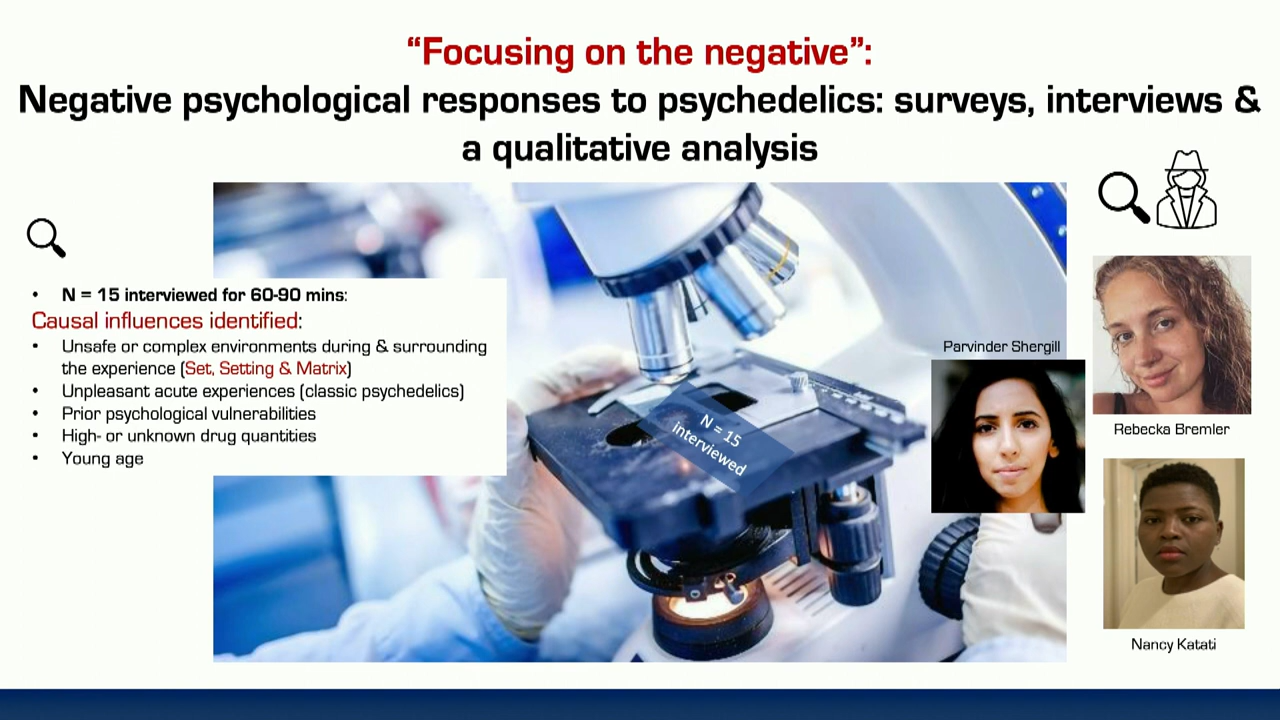 “Focusing on the negative”:
Negative psychological responses to psychedelics: surveys, interviews &
a qualitative analysis
• N = 15 interviewed for 60-90 mins:
Causal influences identified:
• Unsafe or complex environments during & surrounding
the experience (Set, Setting & Matrix)
• Unpleasant acute experiences (classic psychedelics)
• Prior psychological vulnerabilities
• High- or unknown drug quantities
• Young age
N = 15
interviewed
Parvinder Shergill
Rebecka Bremler
Nancy Katati